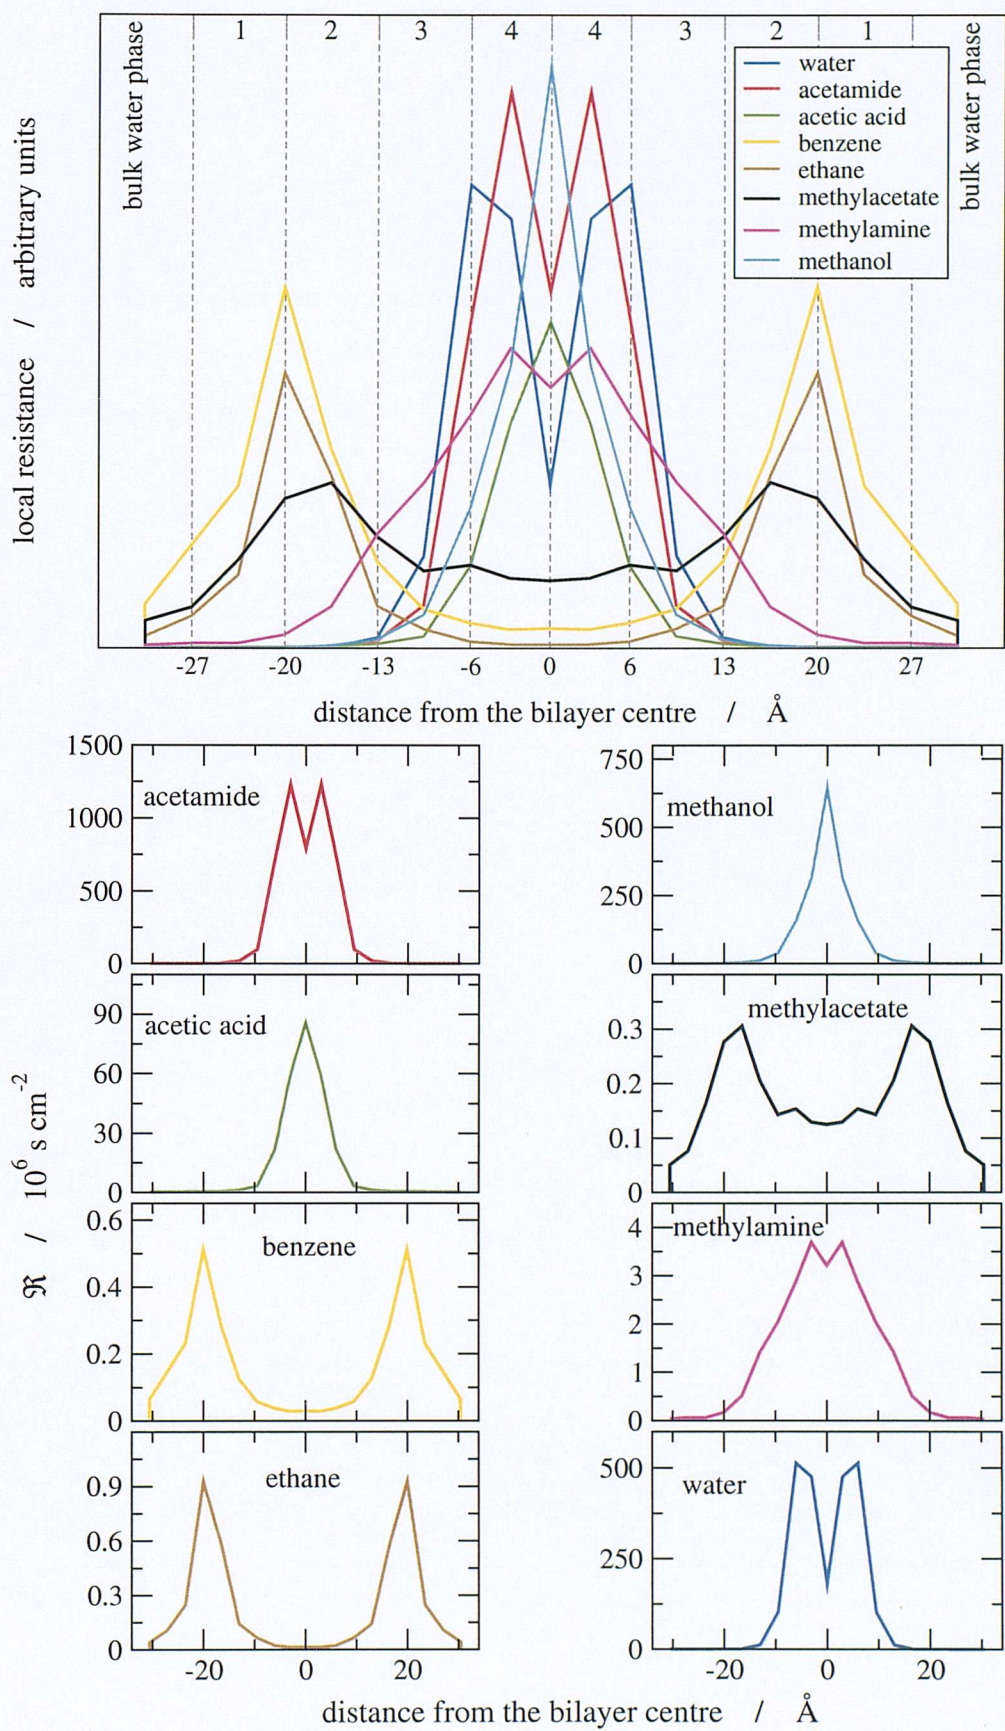 bulk water phase
1 2 3 4 4 3 2 1
bulk water phase
water
acetamide
acetic acid
benzene
ethane
methylacetate
methylamine
methanol
local resistance / arbitrary units
-27 -20 -13 -6 0 6 13 20 27
distance from the bilayer centre / Å
1500
1000
500
0
acetamide
750
500
250
0
methanol
90
60
30
0
acetic acid
0.3
0.2
0.1
0
methylacetate
ℜ / 10⁶ s cm⁻²
0.6
0.4
0.2
0
benzene
4
3
2
1
0
methylamine
0.9
0.6
0.3
0
ethane
500
250
0
water
-20 0 20
-20 0 20
distance from the bilayer centre / Å